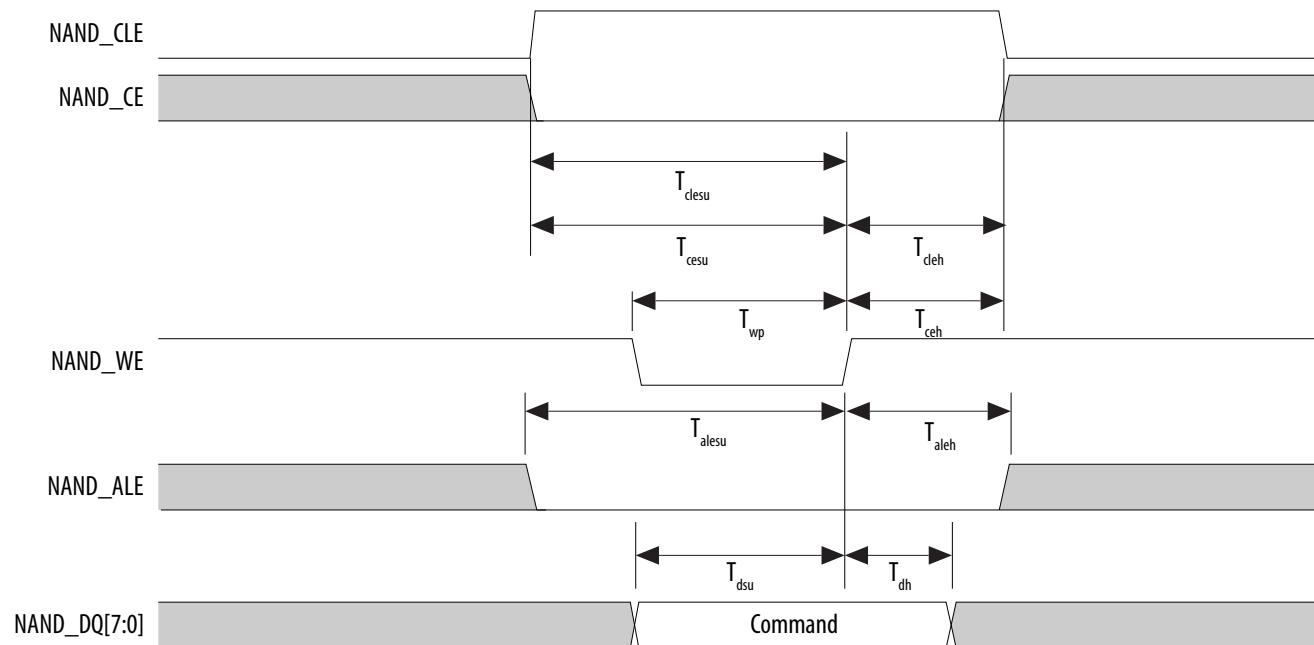 NAND_CLE
NAND_CE
T_clesu
T_cesu
T_cleh
T_wp
T_ceh
NAND_WE
T_alesu
T_aleh
NAND_ALE
T_dsu
T_dh
NAND_DQ[7:0]
Command